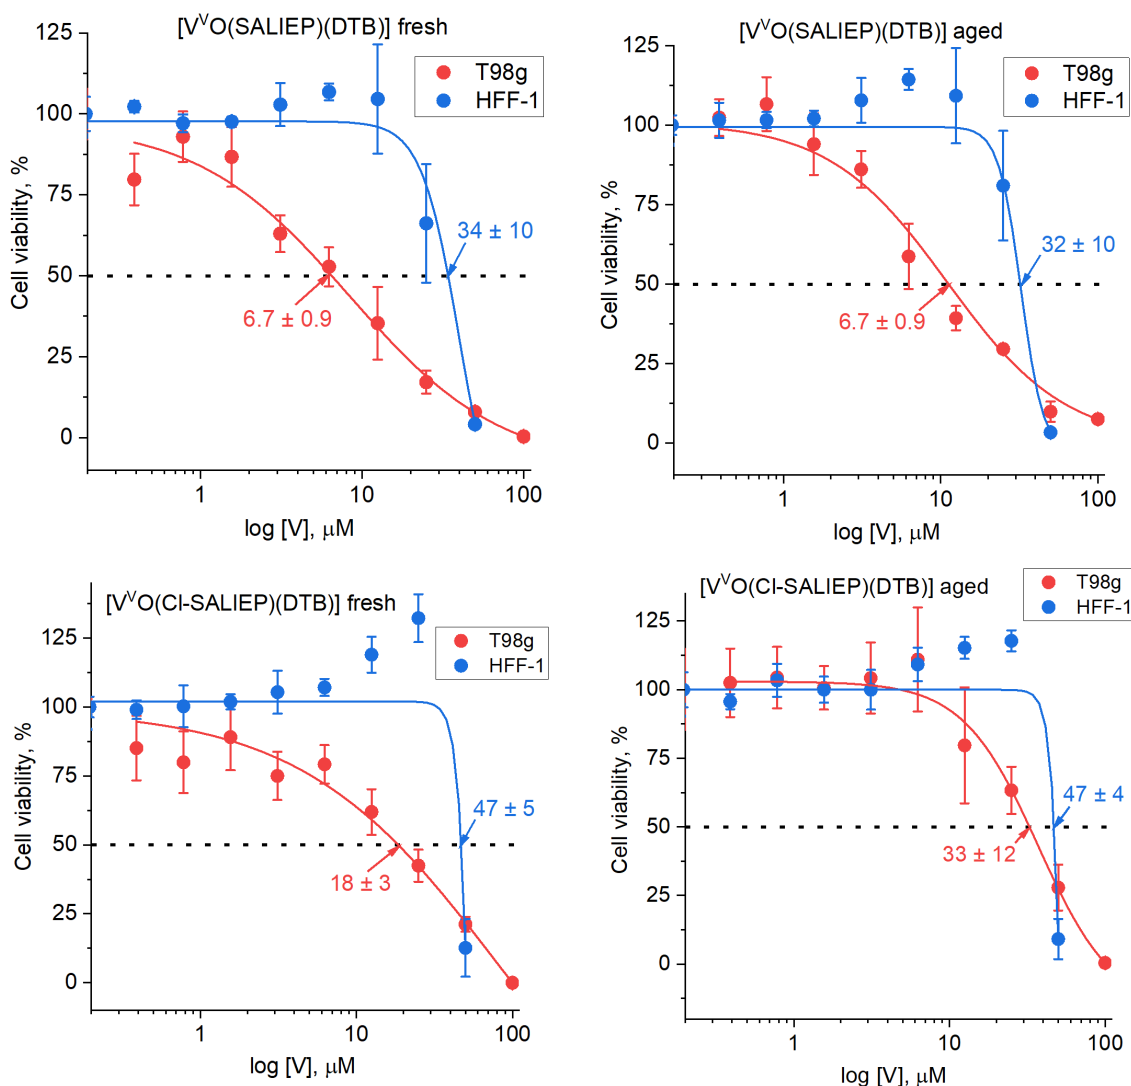 [VⱽO(SALIEP)(DTB)] fresh
T98g
HFF-1
Cell viability, %
125
100
75
50
25
0
34 ± 10
6.7 ± 0.9
1
10
100
log [V], μM
[VⱽO(SALIEP)(DTB)] aged
T98g
HFF-1
Cell viability, %
125
100
75
50
25
0
32 ± 10
6.7 ± 0.9
1
10
100
log [V], μM
[VⱽO(Cl-SALIEP)(DTB)] fresh
T98g
HFF-1
Cell viability, %
125
100
75
50
25
0
47 ± 5
18 ± 3
1
10
100
log [V], μM
[VⱽO(Cl-SALIEP)(DTB)] aged
T98g
HFF-1
Cell viability, %
125
100
75
50
25
0
47 ± 4
33 ± 12
1
10
100
log [V], μM